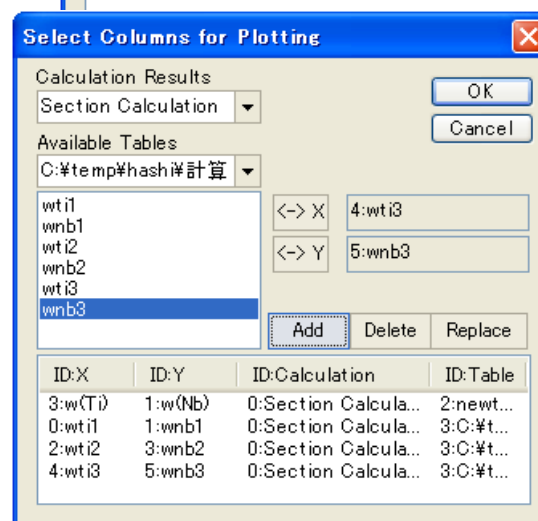 Select Columns for Plotting
Calculation Results
OK
Section Calculation
Cancel
Available Tables
C:¥temp¥hashi¥計算
wti1
wnb1
wti2
wnb2
wti3
wnb3
<-> X 4:wti3
<-> Y 5:wnb3
Add Delete Replace
ID:X ID:Y ID:Calculation ID:Table
3:w(Ti) 1:w(Nb) 0:Section Calcula... 2:newt...
0:wti1 1:wnb1 0:Section Calcula... 3:C:¥t...
2:wti2 3:wnb2 0:Section Calcula... 3:C:¥t...
4:wti3 5:wnb3 0:Section Calcula... 3:C:¥t...